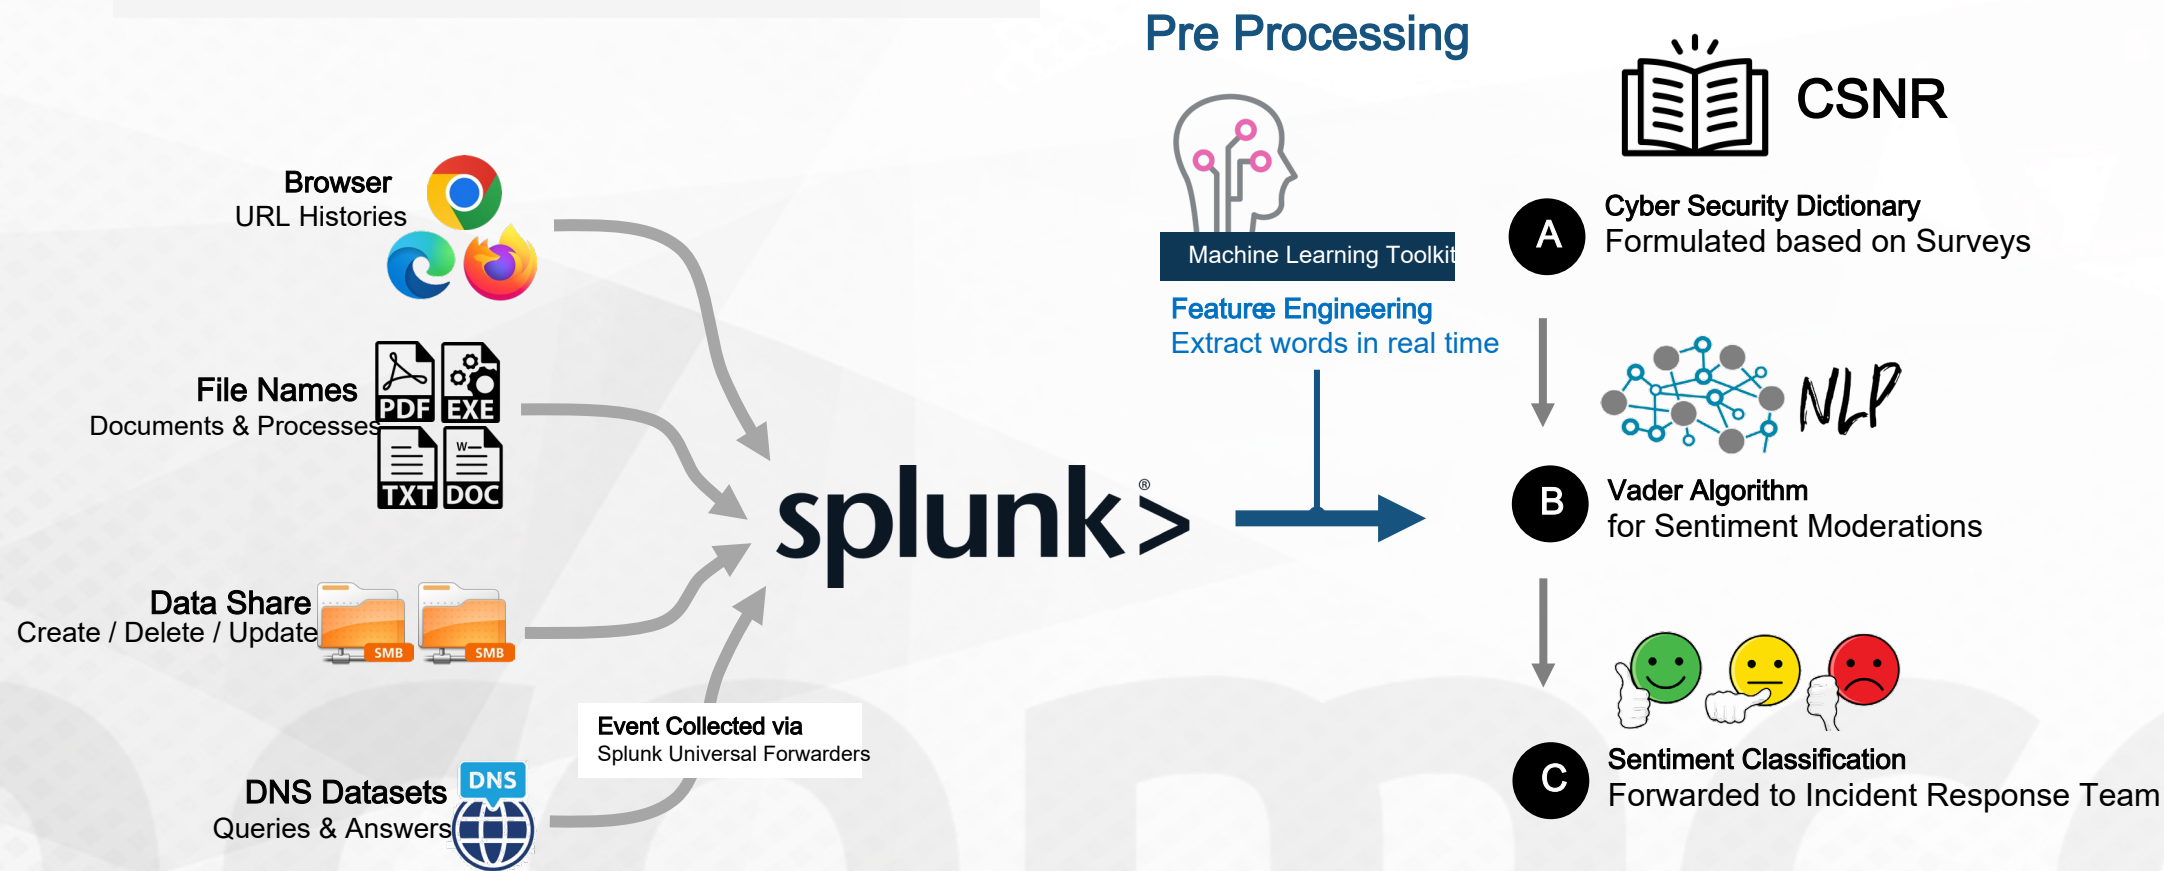 Pre Processing
CSNR
Browser
URL Histories
Machine Learning Toolkit
Cyber Security Dictionary
A
Formulated based on Surveys
Feature Engineering
Extract words in real time
File Names
Documents & Processes
PDF
EXE
TXT
W
DOC
NLP
splunk>®
Vader Algorithm
B
for Sentiment Moderations
Data Share
Create / Delete / Update
SMB
SMB
Event Collected via
Splunk Universal Forwarders
Sentiment Classification
C
Forwarded to Incident Response Team
DNS
DNS Datasets
Queries & Answers